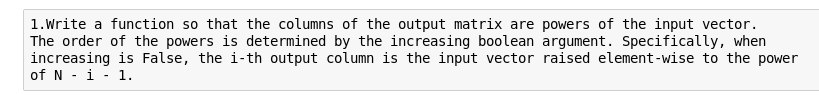 1.Write a function so that the columns of the output matrix are powers of the input vector.
The order of the powers is determined by the increasing boolean argument. Specifically, when
increasing is False, the i-th output column is the input vector raised element-wise to the power
of N - i - 1.